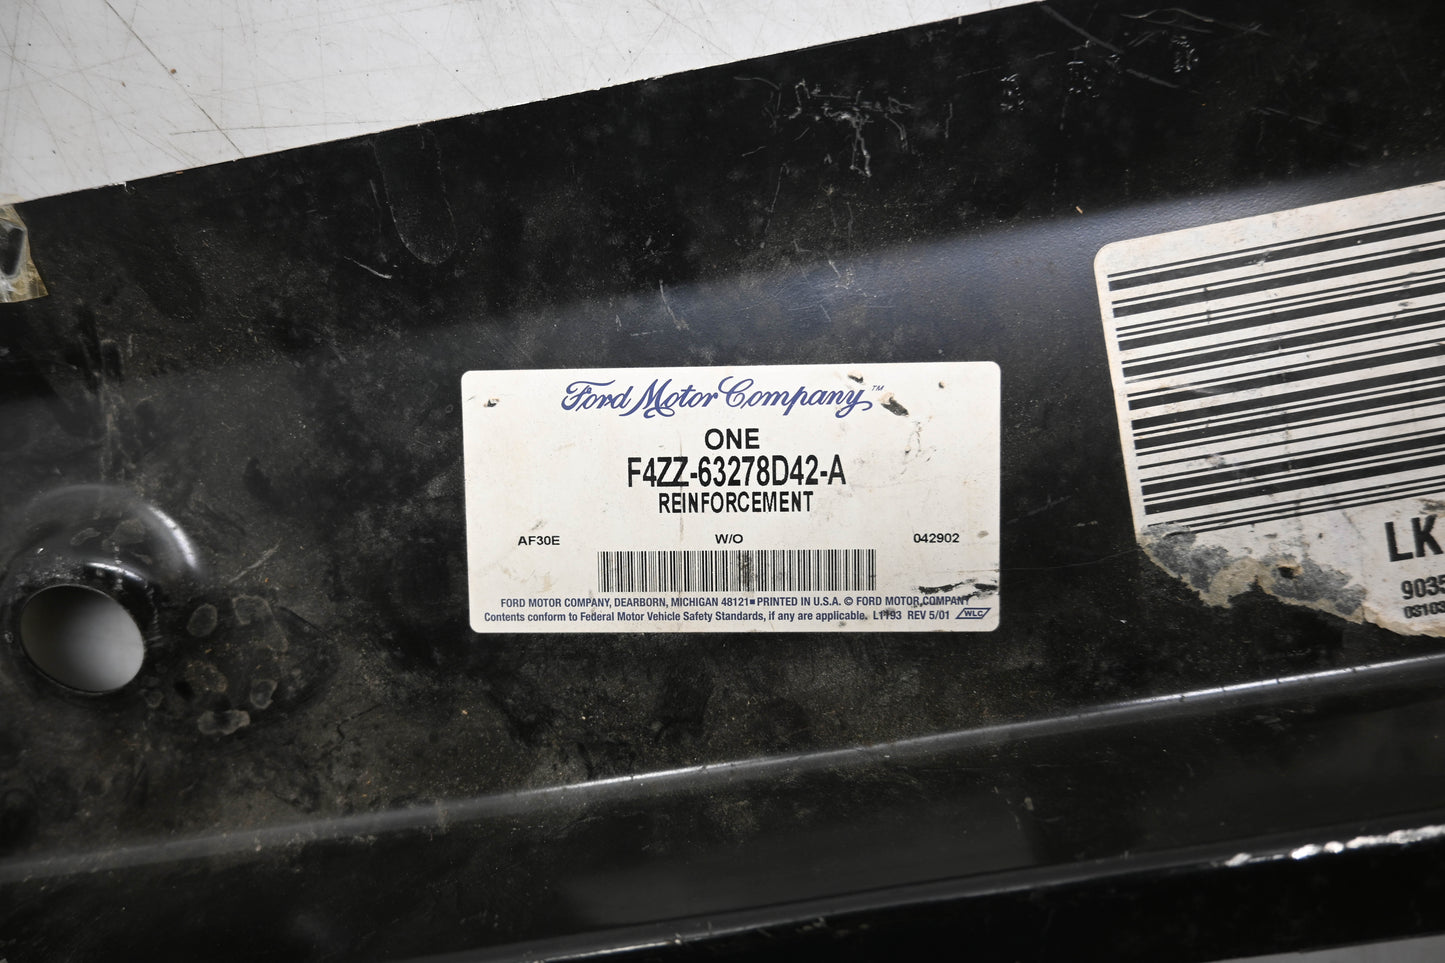 Ford Motor Company™
ONE
F4ZZ-63278D42-A
REINFORCEMENT
AF30E W/O 042902
FORD MOTOR COMPANY, DEARBORN, MICHIGAN 48121■PRINTED IN U.S.A. © FORD MOTOR COMPANY
Contents conform to Federal Motor Vehicle Safety Standards, if any are applicable. L1193 REV 5/01 WLC
LK
9035